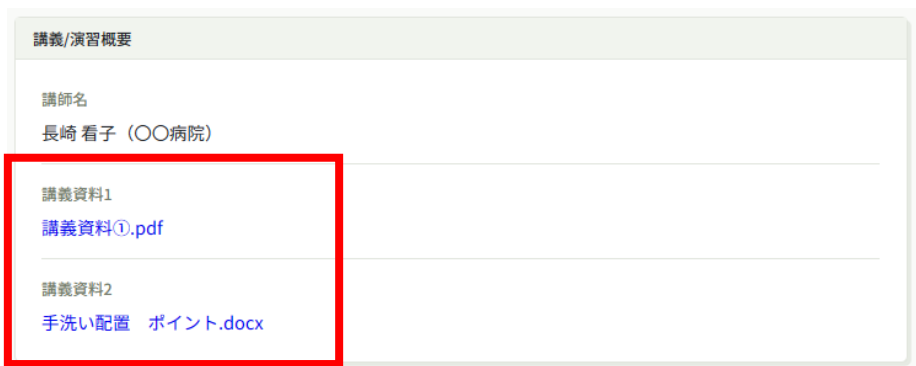 講義/演習概要
講師名
長崎 看子（〇〇病院）
講義資料1
講義資料①.pdf
講義資料2
手洗い配置　ポイント.docx